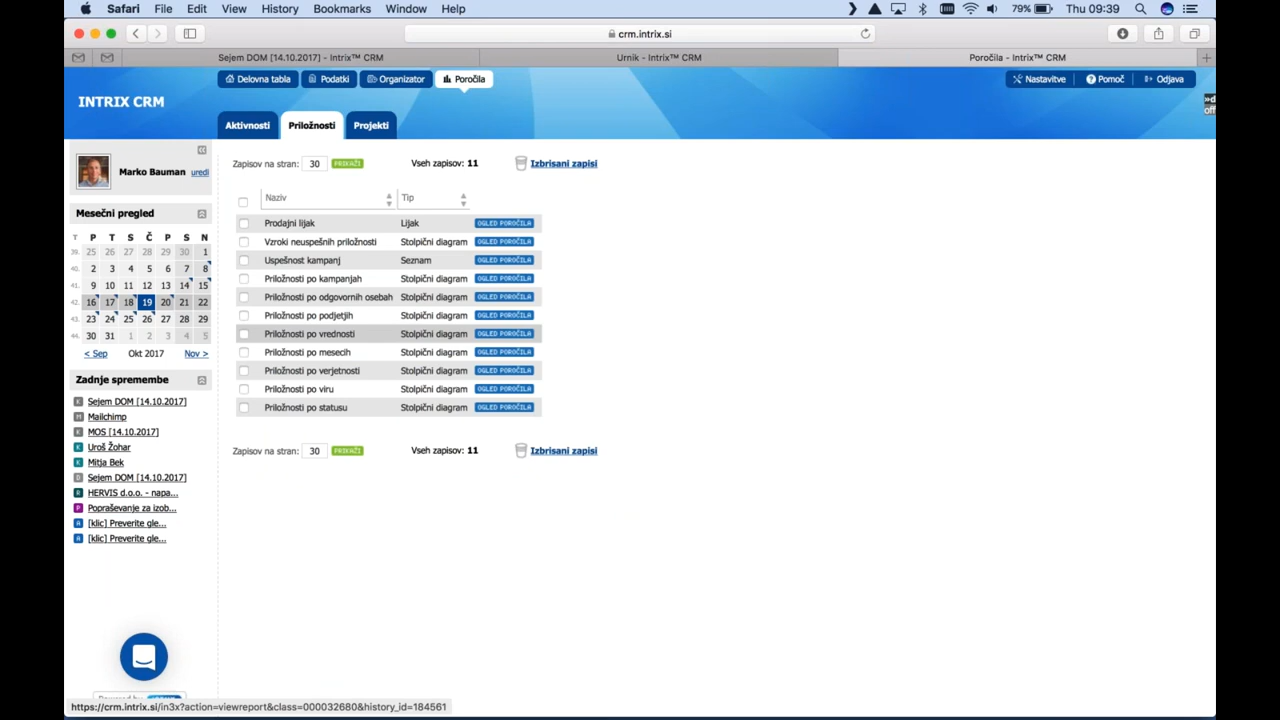 Safari File Edit View History Bookmarks Window Help 79% Thu 09:39
crm.intrix.si
Sejem DOM [14.10.2017] - Intrix™ CRM Urnik - Intrix™ CRM Poročila - Intrix™ CRM
Delovna tabla Podatki Organizator Poročila Nastavitve Pomoč Odjava
INTRIX CRM
Aktivnosti Priložnosti Projekti
Marko Bauman uredi
Mesečni pregled
T P T S Č P S N
39. 25 26 27 28 29 30 1
40. 2 3 4 5 6 7 8
41. 9 10 11 12 13 14 15
42. 16 17 18 19 20 21 22
43. 23 24 25 26 27 28 29
44. 30 31 1 2 3 4 5
< Sep Okt 2017 Nov >
Zadnje spremembe
Sejem DOM [14.10.2017]
Mailchimp
MOS [14.10.2017]
Uroš Žohar
Mitja Bek
Sejem DOM [14.10.2017]
HERVIS d.o.o. - napa...
Popraševanje za izob...
[klic] Preverite gle...
[klic] Preverite gle...
Zapisov na stran: 30 PRIKAŽI Vseh zapisov: 11 Izbrisani zapisi
Naziv Tip
Prodajni lijak Lijak OGLED POROČILA
Vzroki neuspešnih priložnosti Stolpični diagram OGLED POROČILA
Uspešnost kampanj Seznam OGLED POROČILA
Priložnosti po kampanjah Stolpični diagram OGLED POROČILA
Priložnosti po odgovornih osebah Stolpični diagram OGLED POROČILA
Priložnosti po podjetjih Stolpični diagram OGLED POROČILA
Priložnosti po vrednosti Stolpični diagram OGLED POROČILA
Priložnosti po mesecih Stolpični diagram OGLED POROČILA
Priložnosti po verjetnosti Stolpični diagram OGLED POROČILA
Priložnosti po viru Stolpični diagram OGLED POROČILA
Priložnosti po statusu Stolpični diagram OGLED POROČILA
Zapisov na stran: 30 PRIKAŽI Vseh zapisov: 11 Izbrisani zapisi
https://crm.intrix.si/in3x?action=viewreport&class=000032680&history_id=184561